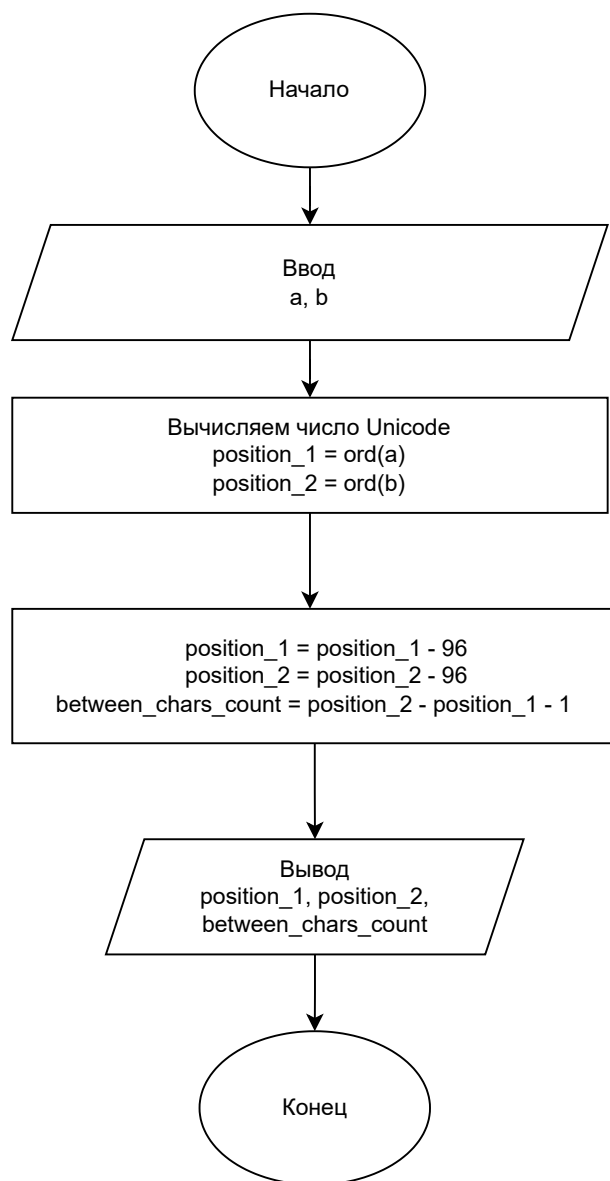 Начало
Ввод
a, b
Вычисляем число Unicode
position_1 = ord(a)
position_2 = ord(b)
position_1 = position_1 - 96
position_2 = position_2 - 96
between_chars_count = position_2 - position_1 - 1
Вывод
position_1, position_2,
between_chars_count
Конец